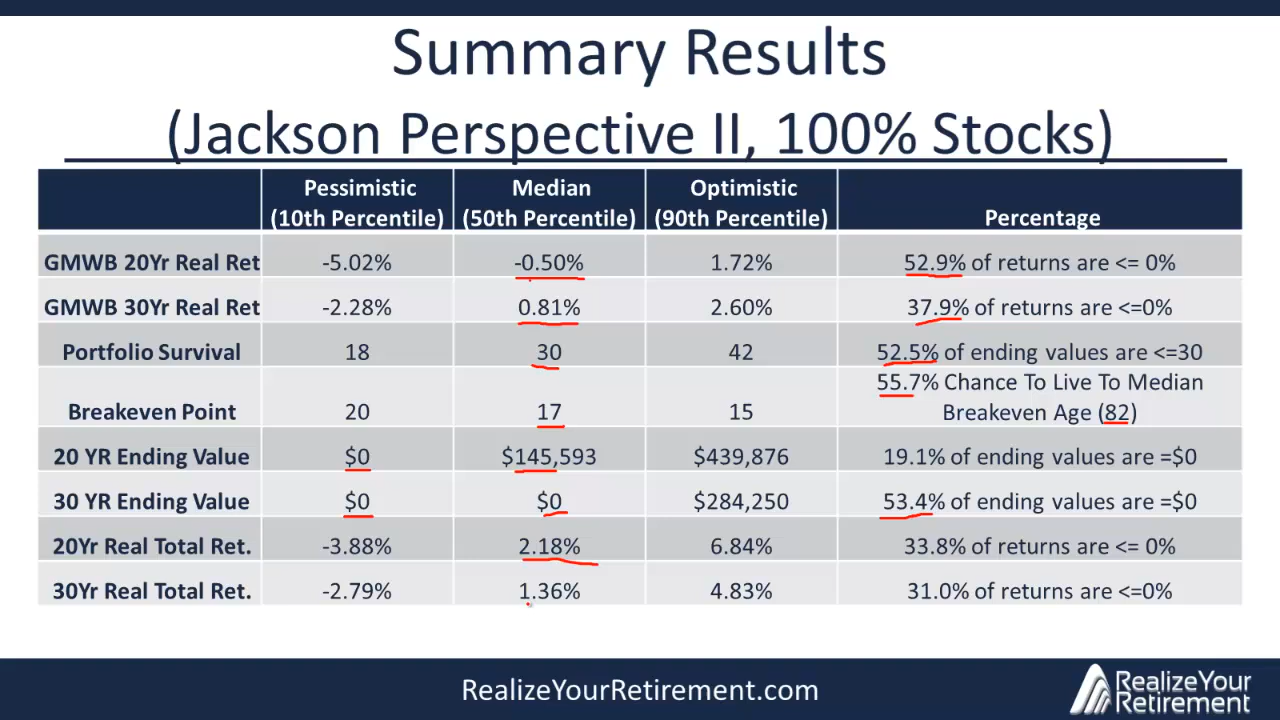 Summary Results
(Jackson Perspective II, 100% Stocks)
Pessimistic (10th Percentile) Median (50th Percentile) Optimistic (90th Percentile) Percentage
GMWB 20Yr Real Ret -5.02% -0.50% 1.72% 52.9% of returns are <= 0%
GMWB 30Yr Real Ret -2.28% 0.81% 2.60% 37.9% of returns are <=0%
Portfolio Survival 18 30 42 52.5% of ending values are <=30
Breakeven Point 20 17 15 55.7% Chance To Live To Median
Breakeven Age (82)
20 YR Ending Value $0 $145,593 $439,876 19.1% of ending values are =$0
30 YR Ending Value $0 $0 $284,250 53.4% of ending values are =$0
20Yr Real Total Ret. -3.88% 2.18% 6.84% 33.8% of returns are <= 0%
30Yr Real Total Ret. -2.79% 1.36% 4.83% 31.0% of returns are <=0%
RealizeYourRetirement.com
RealizeYour
Retirement